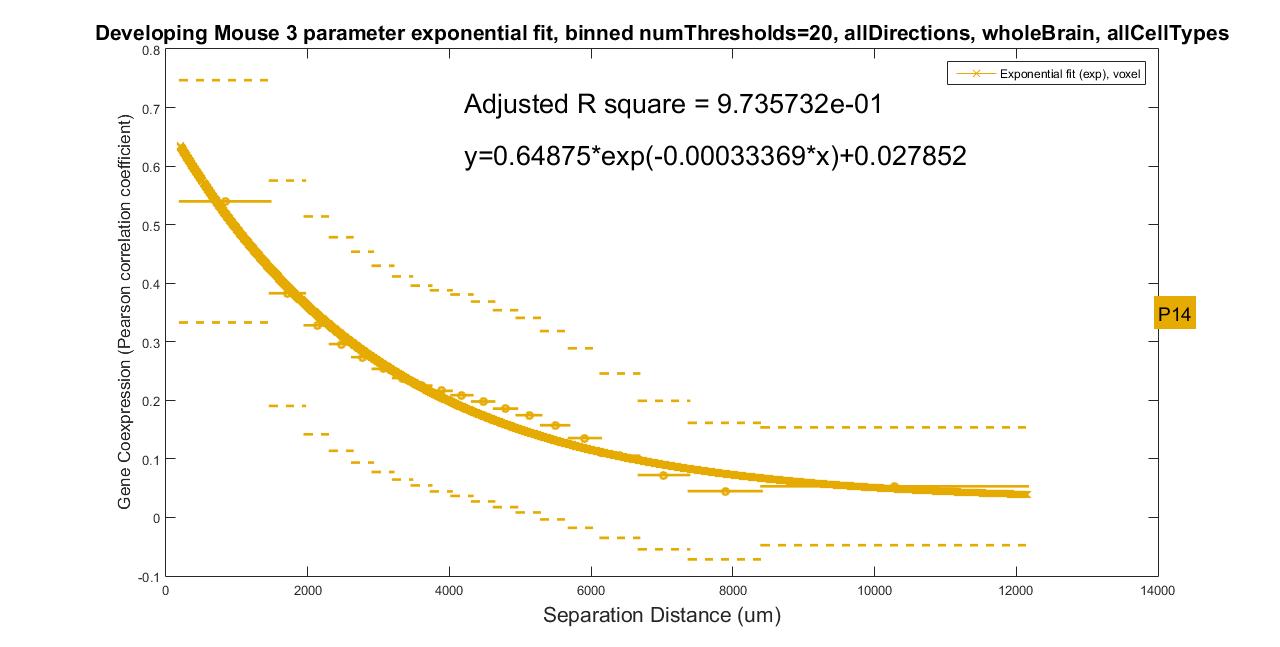 Developing Mouse 3 parameter exponential fit, binned numThresholds=20, allDirections, wholeBrain, allCellTypes
Exponential fit (exp), voxel
Adjusted R square = 9.735732e-01
y=0.64875*exp(-0.00033369*x)+0.027852
Gene Coexpression (Pearson correlation coefficient)
0.8
0.7
0.6
0.5
0.4
0.3
0.2
0.1
0
-0.1
P14
0 2000 4000 6000 8000 10000 12000 14000
Separation Distance (um)